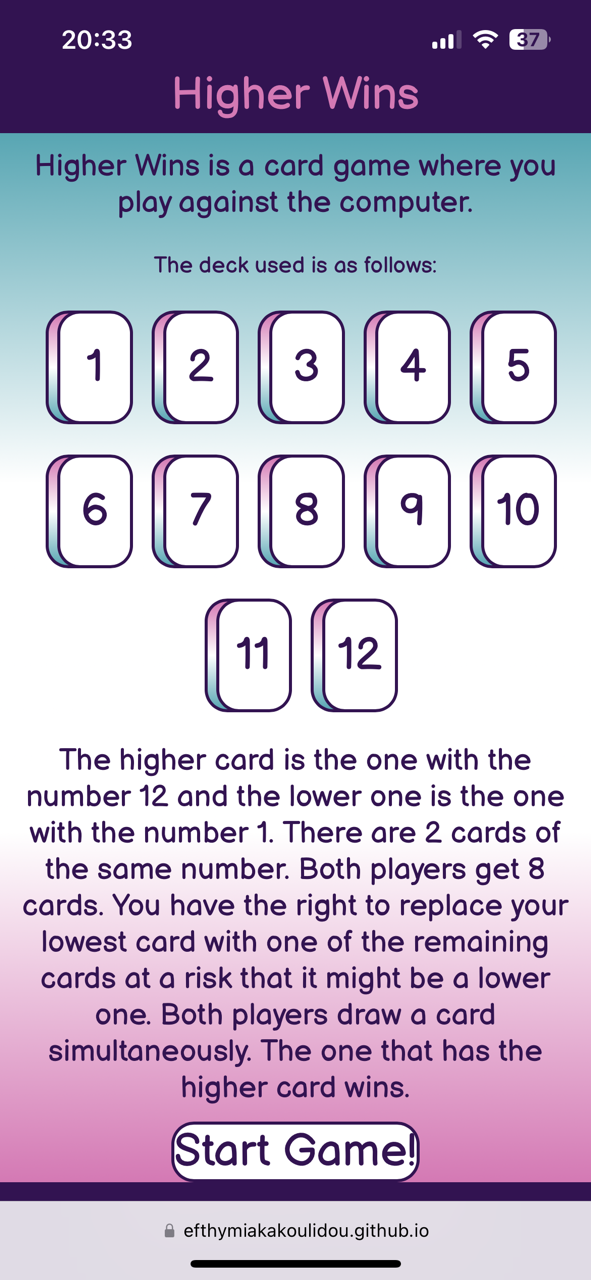 20:33
37
Higher Wins
Higher Wins is a card game where you
play against the computer.
The deck used is as follows:
1 2 3 4 5
6 7 8 9 10
11 12
The higher card is the one with the
number 12 and the lower one is the one
with the number 1. There are 2 cards of
the same number. Both players get 8
cards. You have the right to replace your
lowest card with one of the remaining
cards at a risk that it might be a lower
one. Both players draw a card
simultaneously. The one that has the
higher card wins.
Start Game!
efthymiakakoulidou.github.io